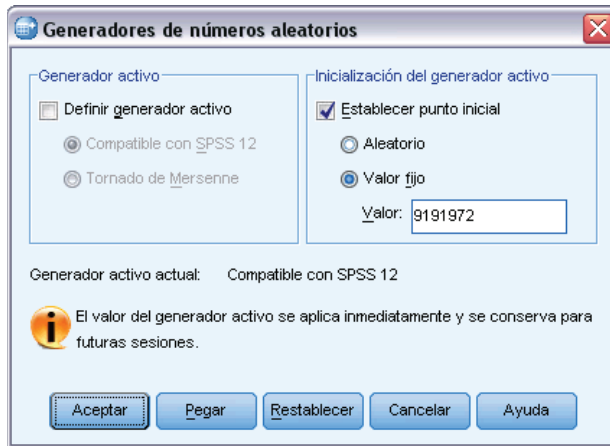 Generadores de números aleatorios
Generador activo
Definir generador activo
Compatible con SPSS 12
Tornado de Mersenne
Inicialización del generador activo
Establecer punto inicial
Aleatorio
Valor fijo
Valor: 9191972
Generador activo actual: Compatible con SPSS 12
El valor del generador activo se aplica inmediatamente y se conserva para
futuras sesiones.
Aceptar Pegar Restablecer Cancelar Ayuda